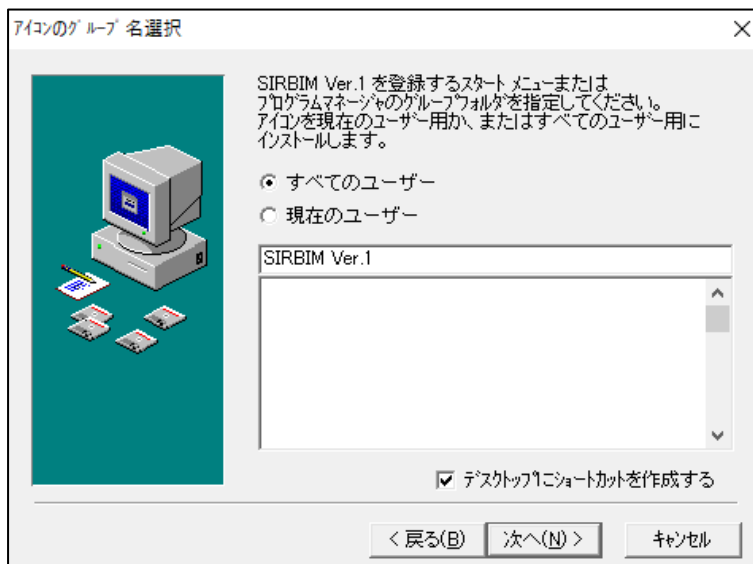 ｱｲｺﾝのｸﾞﾙｰﾌﾟ名選択
SIRBIM Ver.1 を登録するスタート メニューまたは
プログラムマネージャのグループフォルダを指定してください。
アイコンを現在のユーザー用か、またはすべてのユーザー用に
インストールします。
すべてのユーザー
現在のユーザー
SIRBIM Ver.1
デスクトップにショートカットを作成する
< 戻る(B)
次へ(N) >
キャンセル